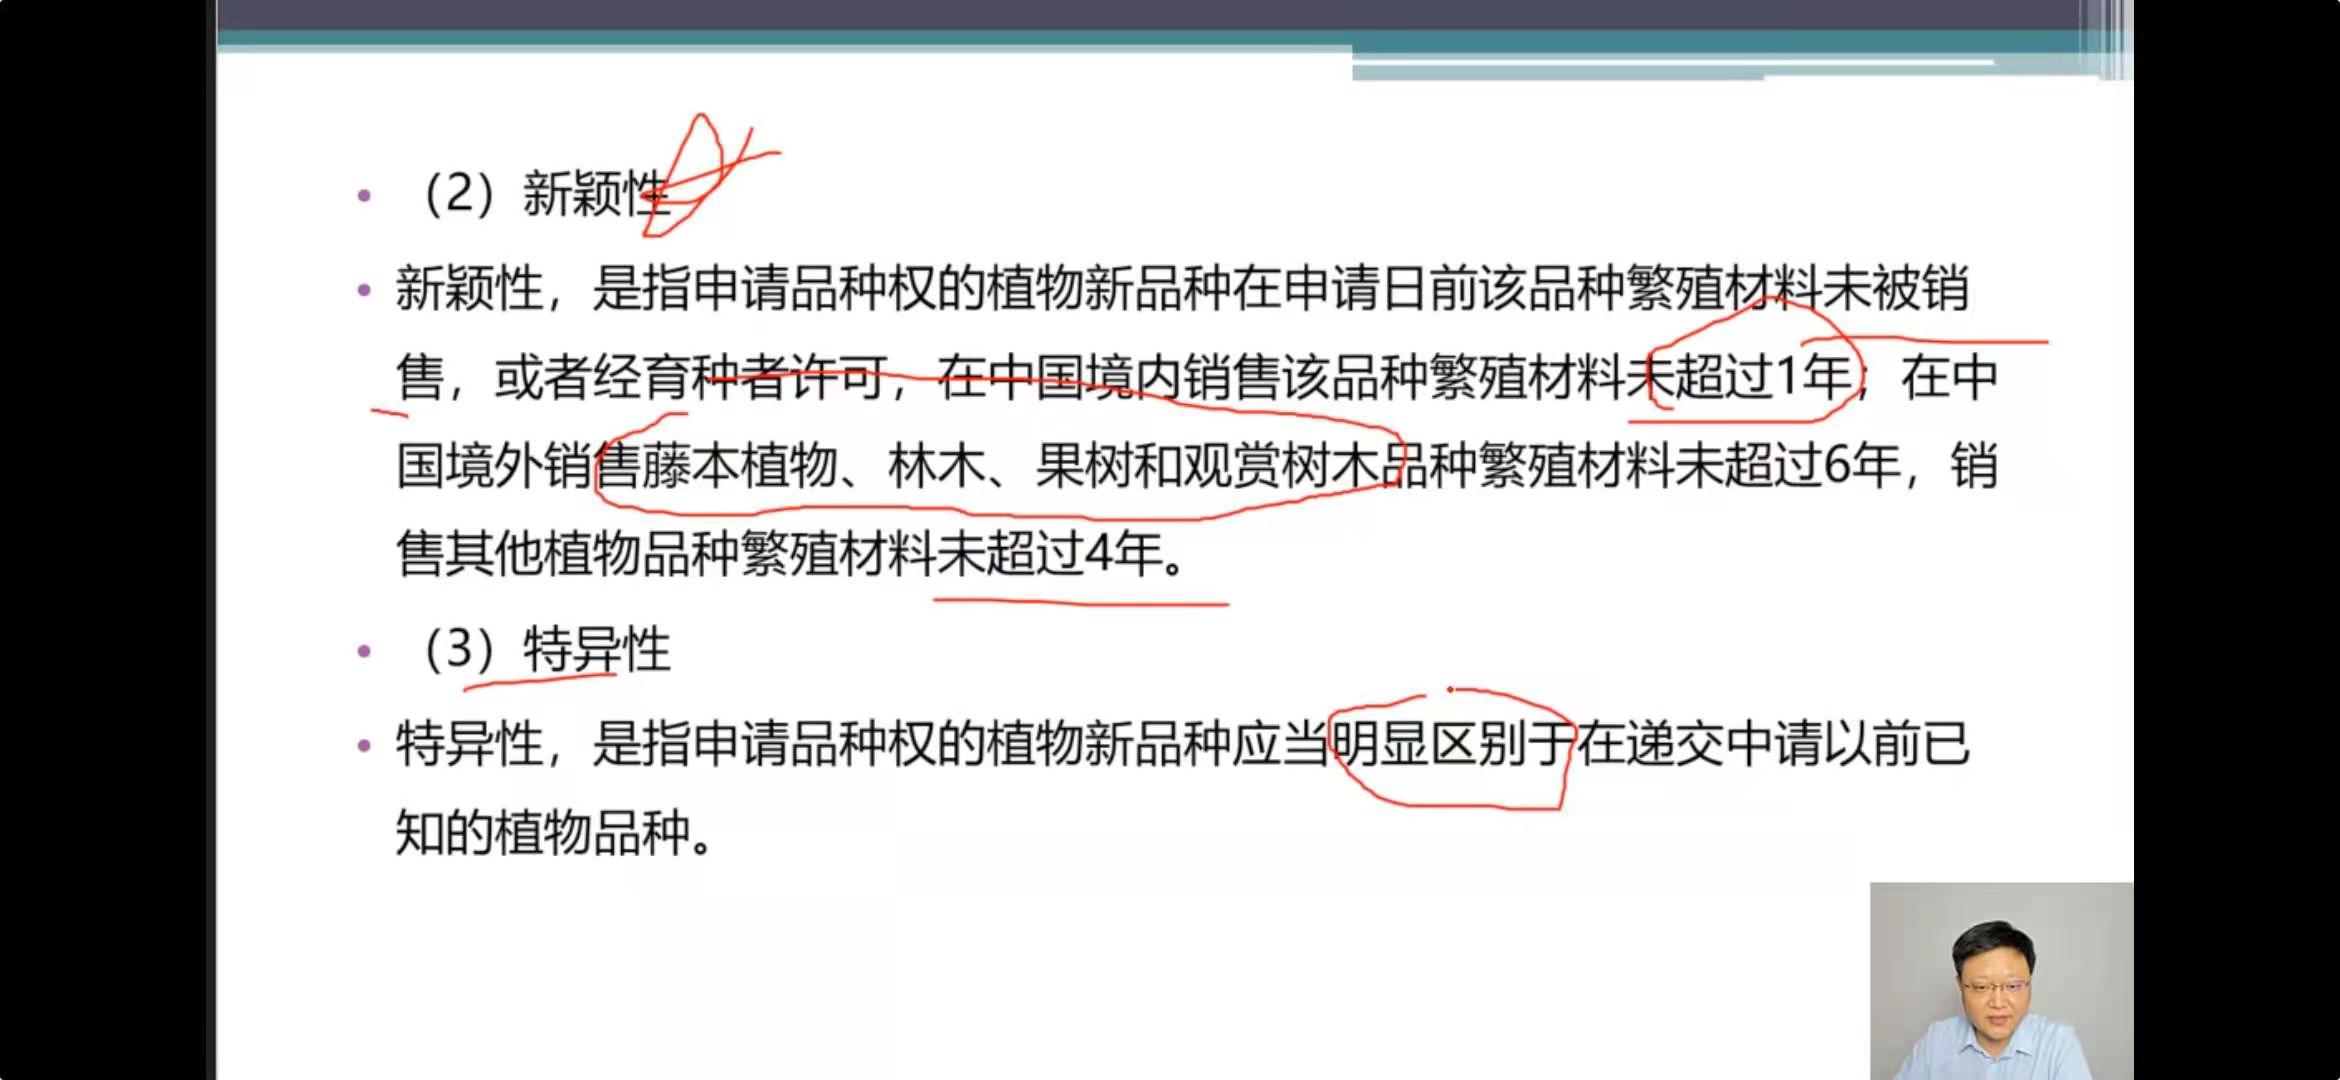 （2）新颖性
新颖性，是指申请品种权的植物新品种在申请日前该品种繁殖材料未被销
售，或者经育种者许可，在中国境内销售该品种繁殖材料未超过1年；在中
国境外销售藤本植物、林木、果树和观赏树木品种繁殖材料未超过6年，销
售其他植物品种繁殖材料未超过4年。
（3）特异性
特异性，是指申请品种权的植物新品种应当明显区别于在递交中请以前已
知的植物品种。